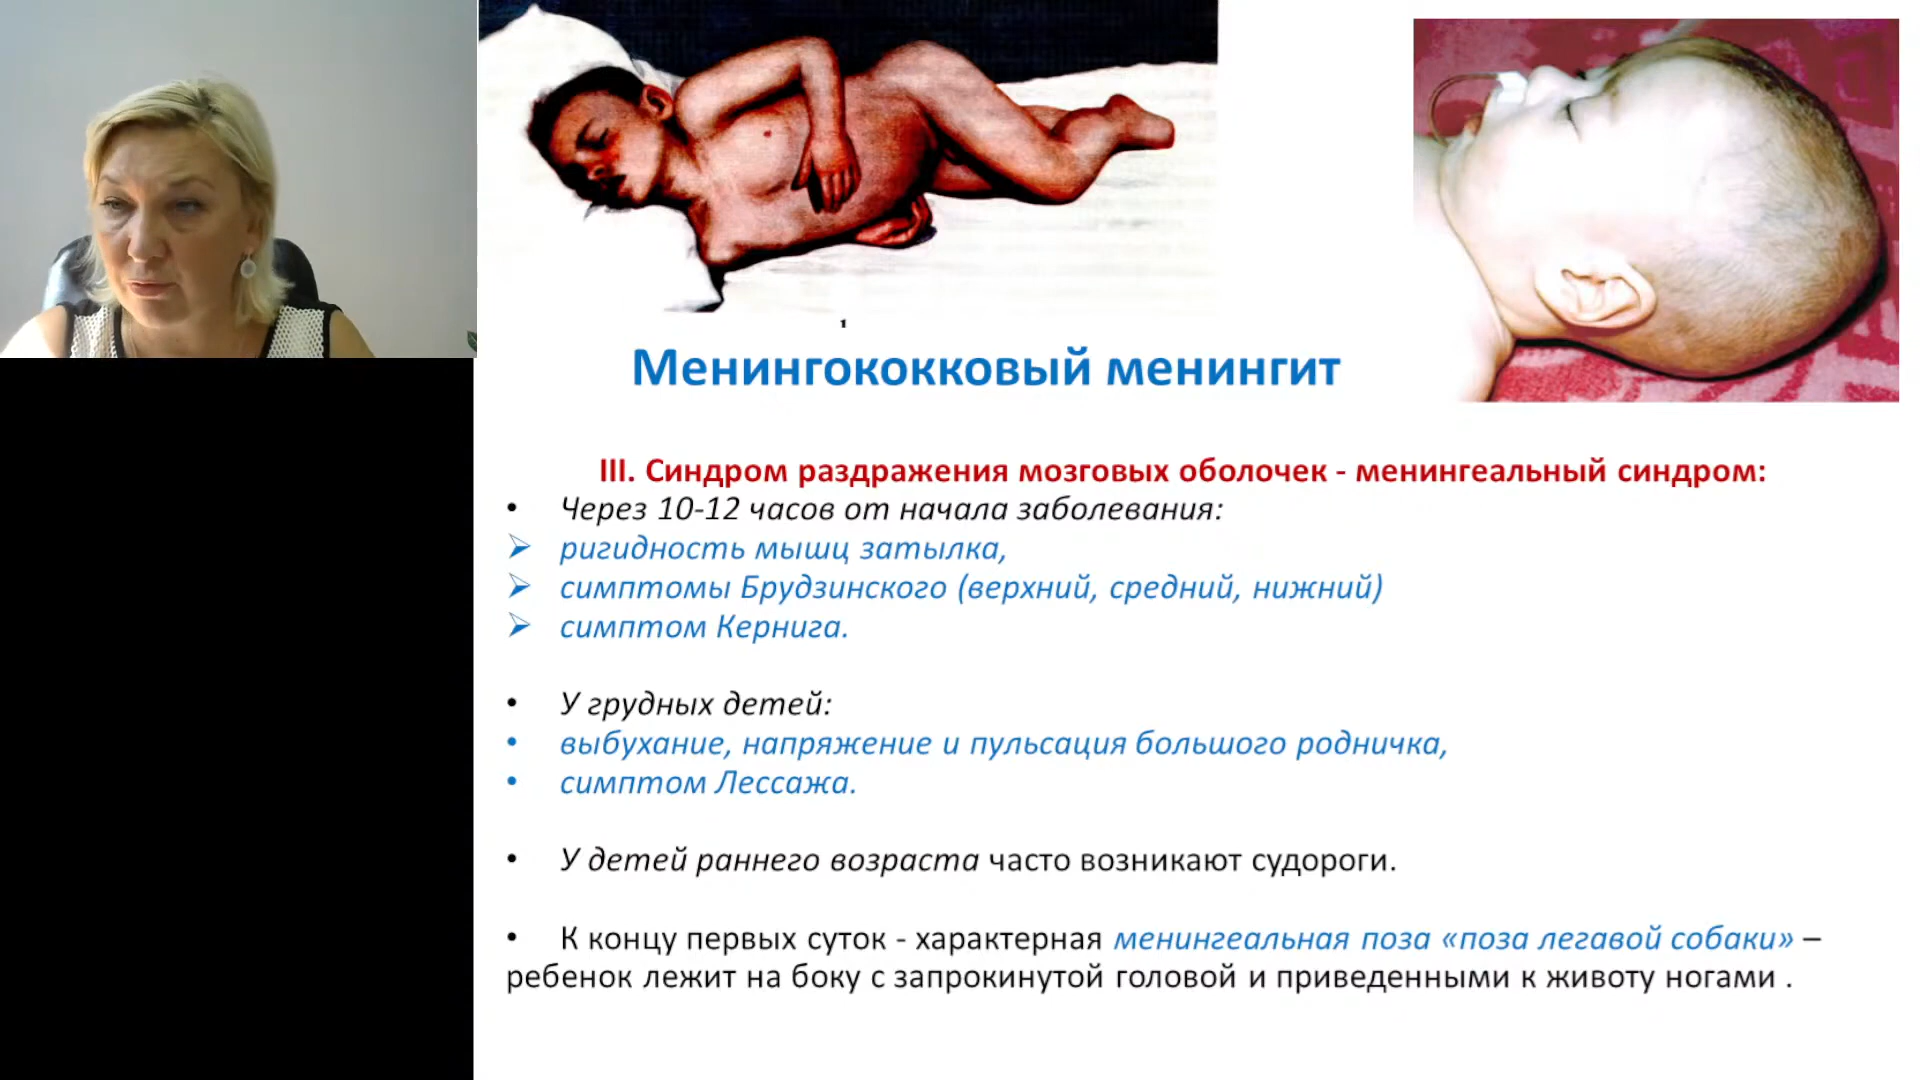 1
Менингококковый менингит
III. Синдром раздражения мозговых оболочек - менингеальный синдром:
• Через 10-12 часов от начала заболевания:
➢ ригидность мышц затылка,
➢ симптомы Брудзинского (верхний, средний, нижний)
➢ симптом Кернига.
• У грудных детей:
• выбухание, напряжение и пульсация большого родничка,
• симптом Лессажа.
• У детей раннего возраста часто возникают судороги.
• К концу первых суток - характерная менингеальная поза «поза легавой собаки» –
ребенок лежит на боку с запрокинутой головой и приведенными к животу ногами .